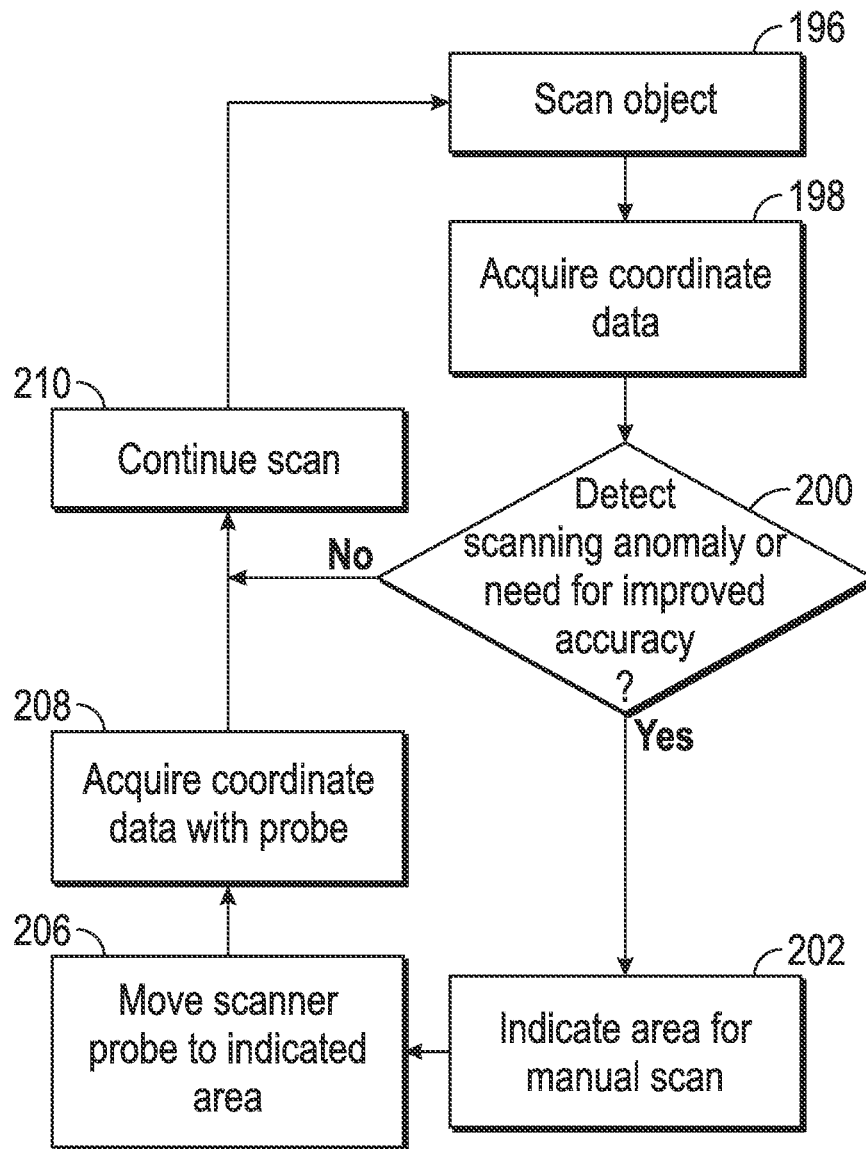 196
Scan object
198
Acquire coordinate
data
210
Continue scan
200
Detect
scanning anomaly or
need for improved
accuracy
?
No
Yes
208
Acquire coordinate
data with probe
206
Move scanner
probe to indicated
area
202
Indicate area for
manual scan